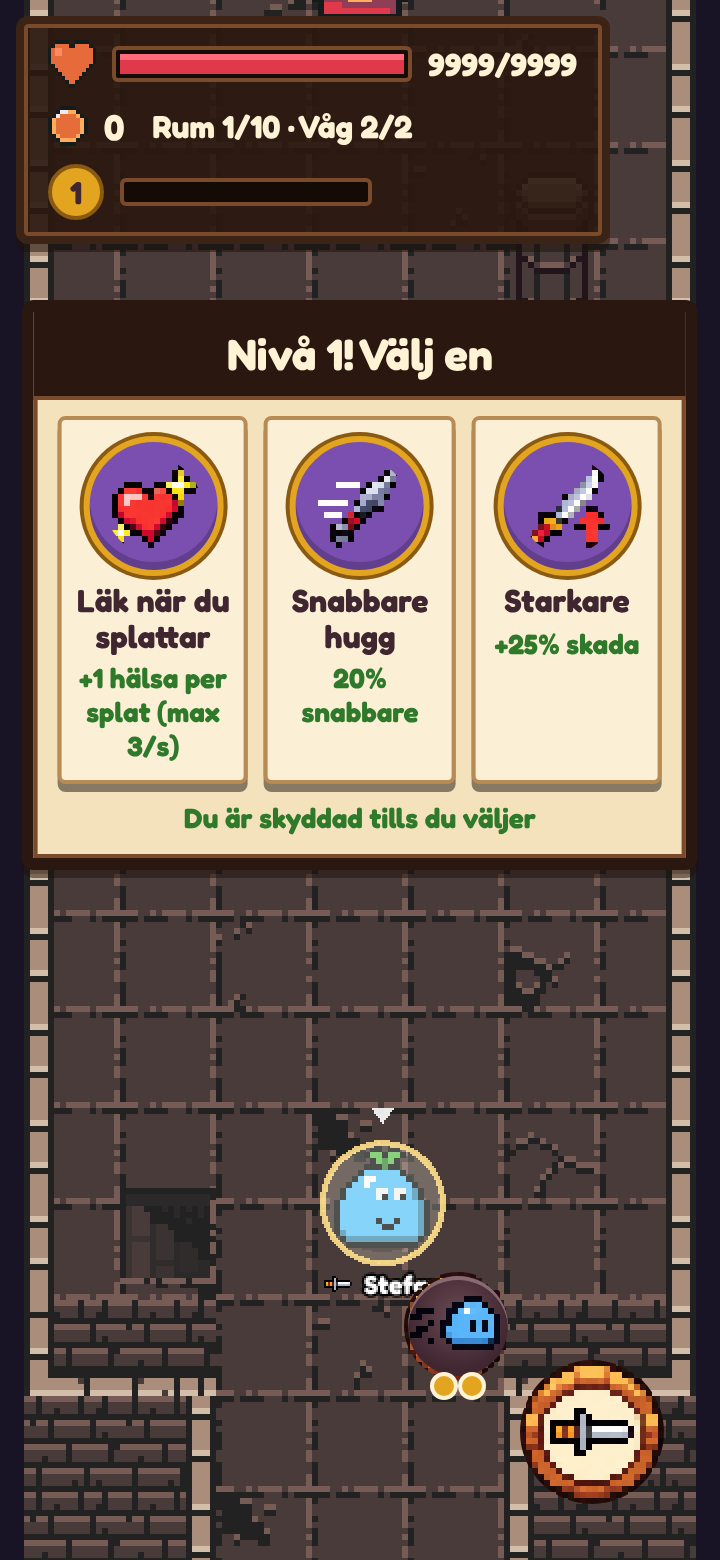 9999/9999
0 Rum 1/10 · Våg 2/2
1
Nivå 1! Välj en
Läk när du
splattar
+1 hälsa per
splat (max
3/s)
Snabbare
hugg
20%
snabbare
Starkare
+25% skada
Du är skyddad tills du väljer